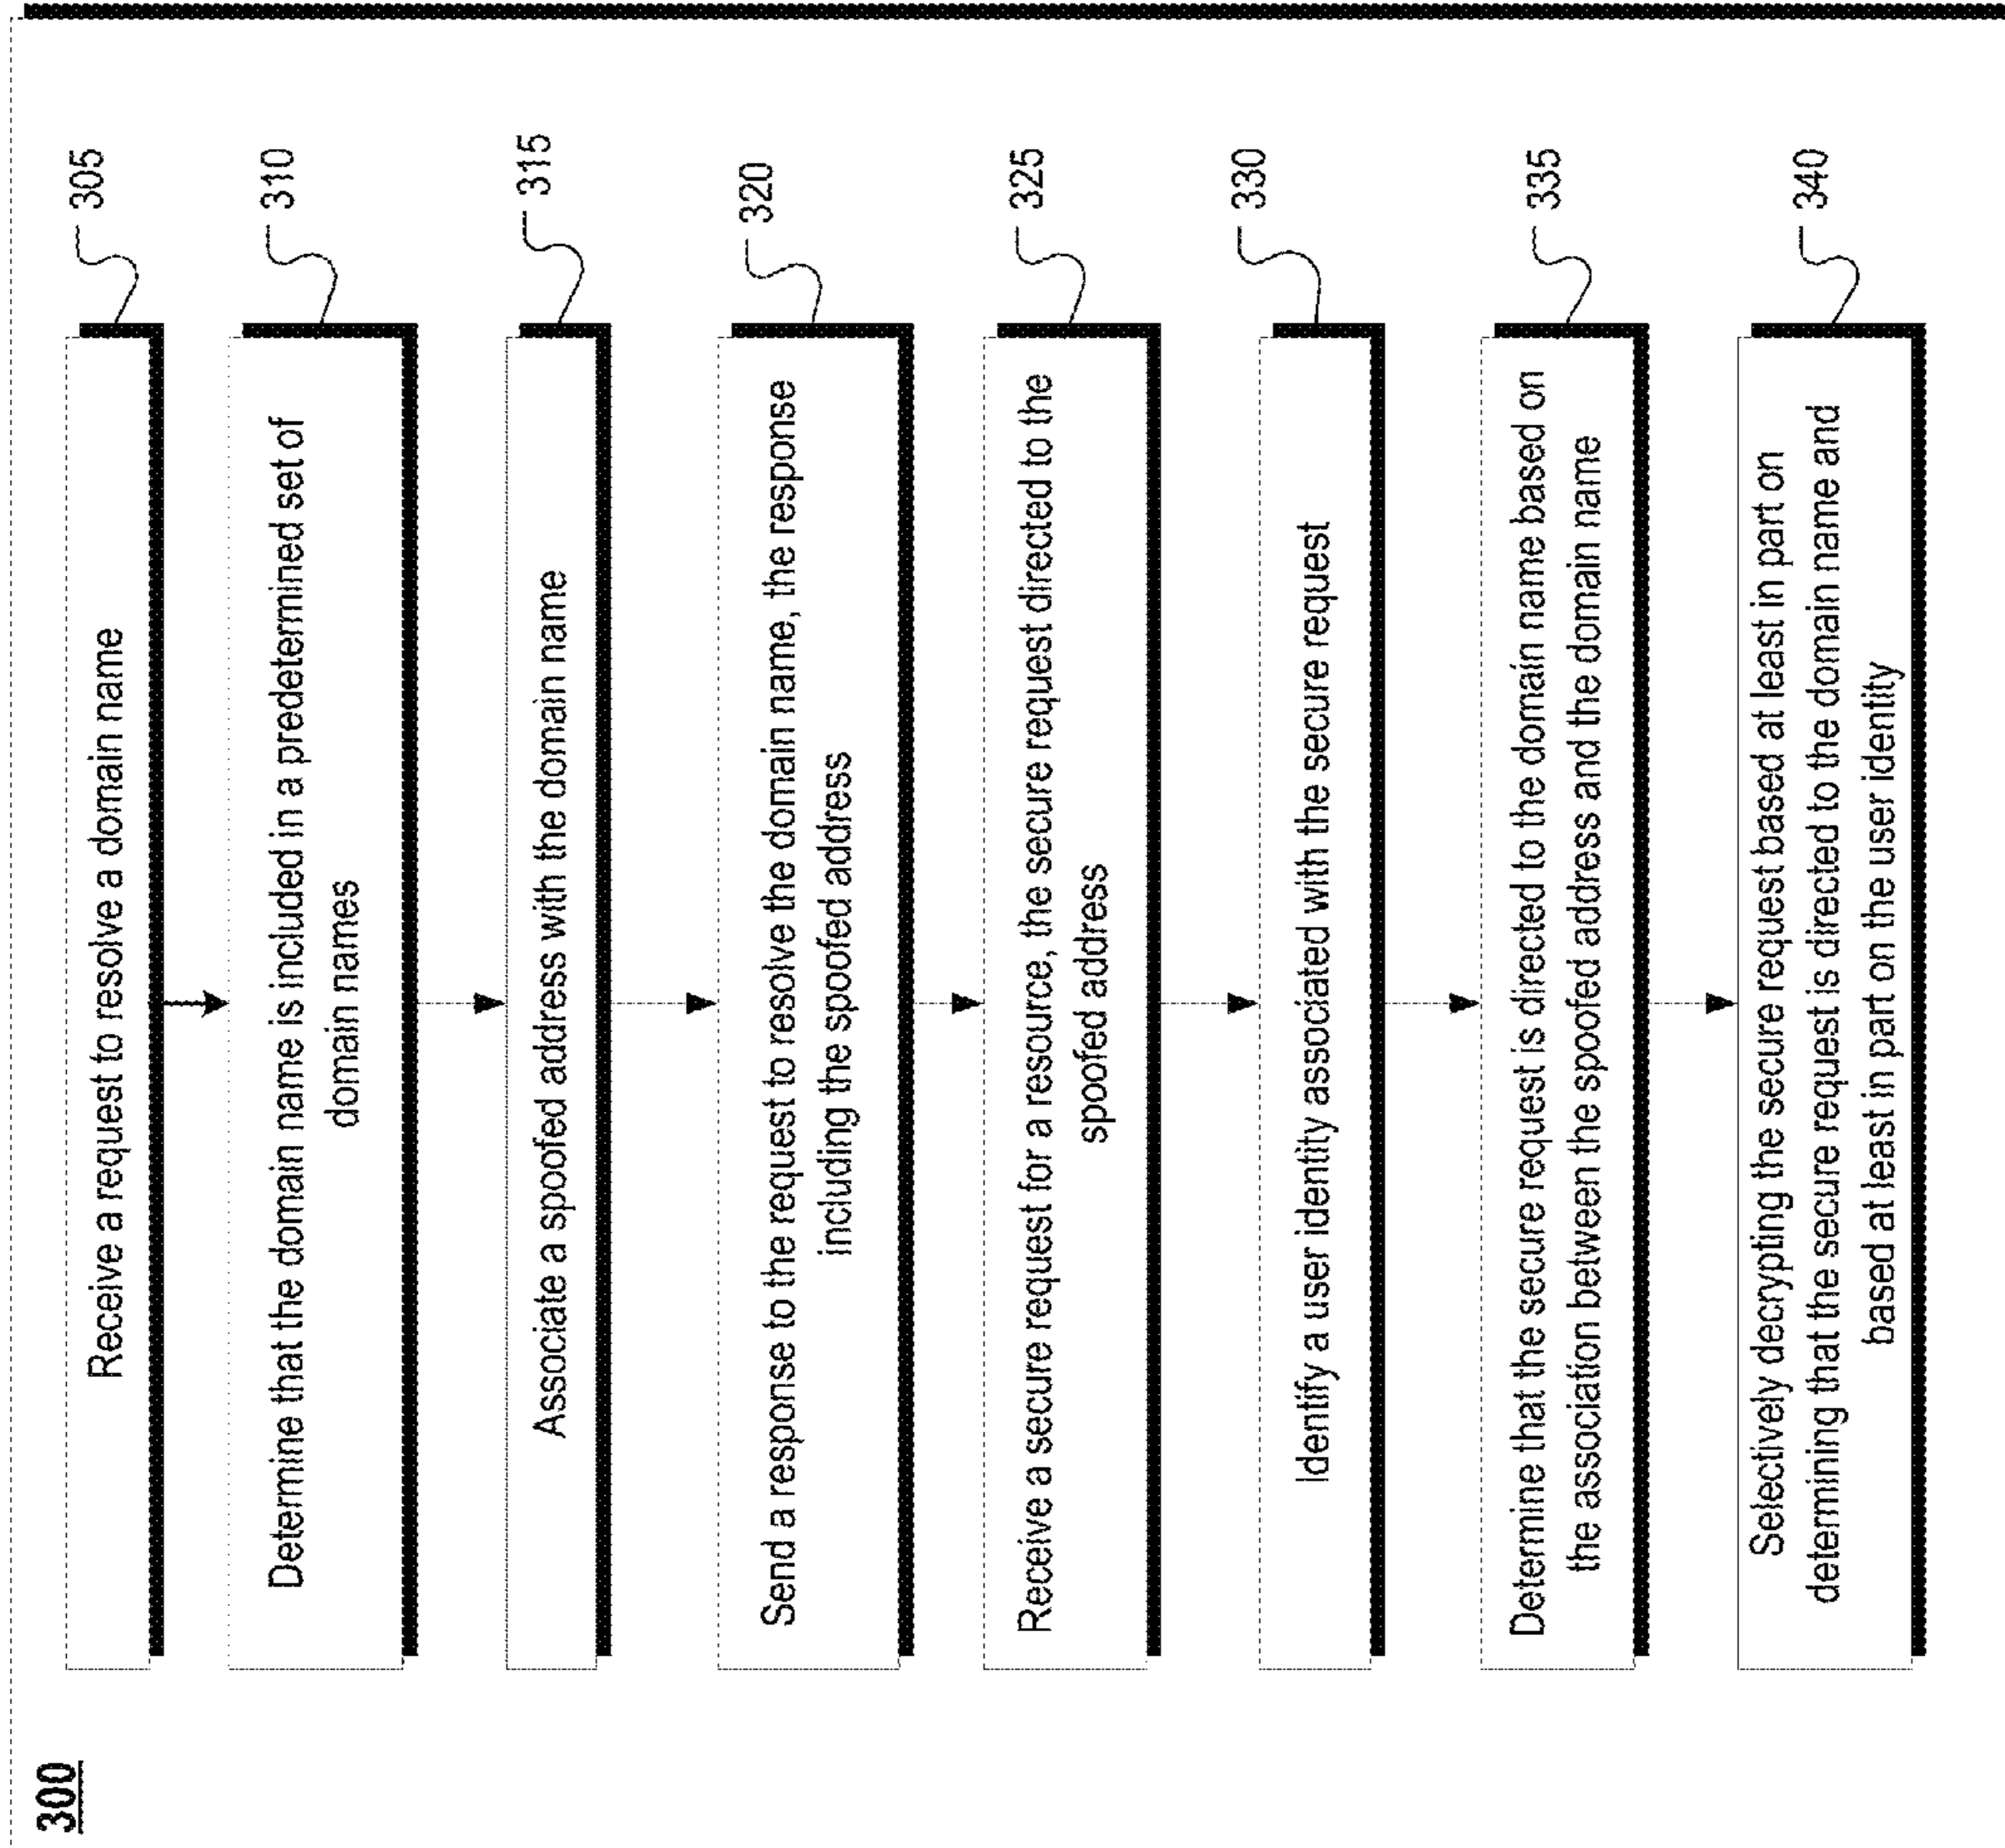 300
Receive a request to resolve a domain name
305
Determine that the domain name is included in a predetermined set of
domain names
310
Associate a spoofed address with the domain name
315
Send a response to the request to resolve the domain name, the response
including the spoofed address
320
Receive a secure request for a resource, the secure request directed to the
spoofed address
325
Identify a user identity associated with the secure request
330
Determine that the secure request is directed to the domain name based on
the association between the spoofed address and the domain name
335
Selectively decrypting the secure request based at least in part on
determining that the secure request is directed to the domain name and
based at least in part on the user identity
340